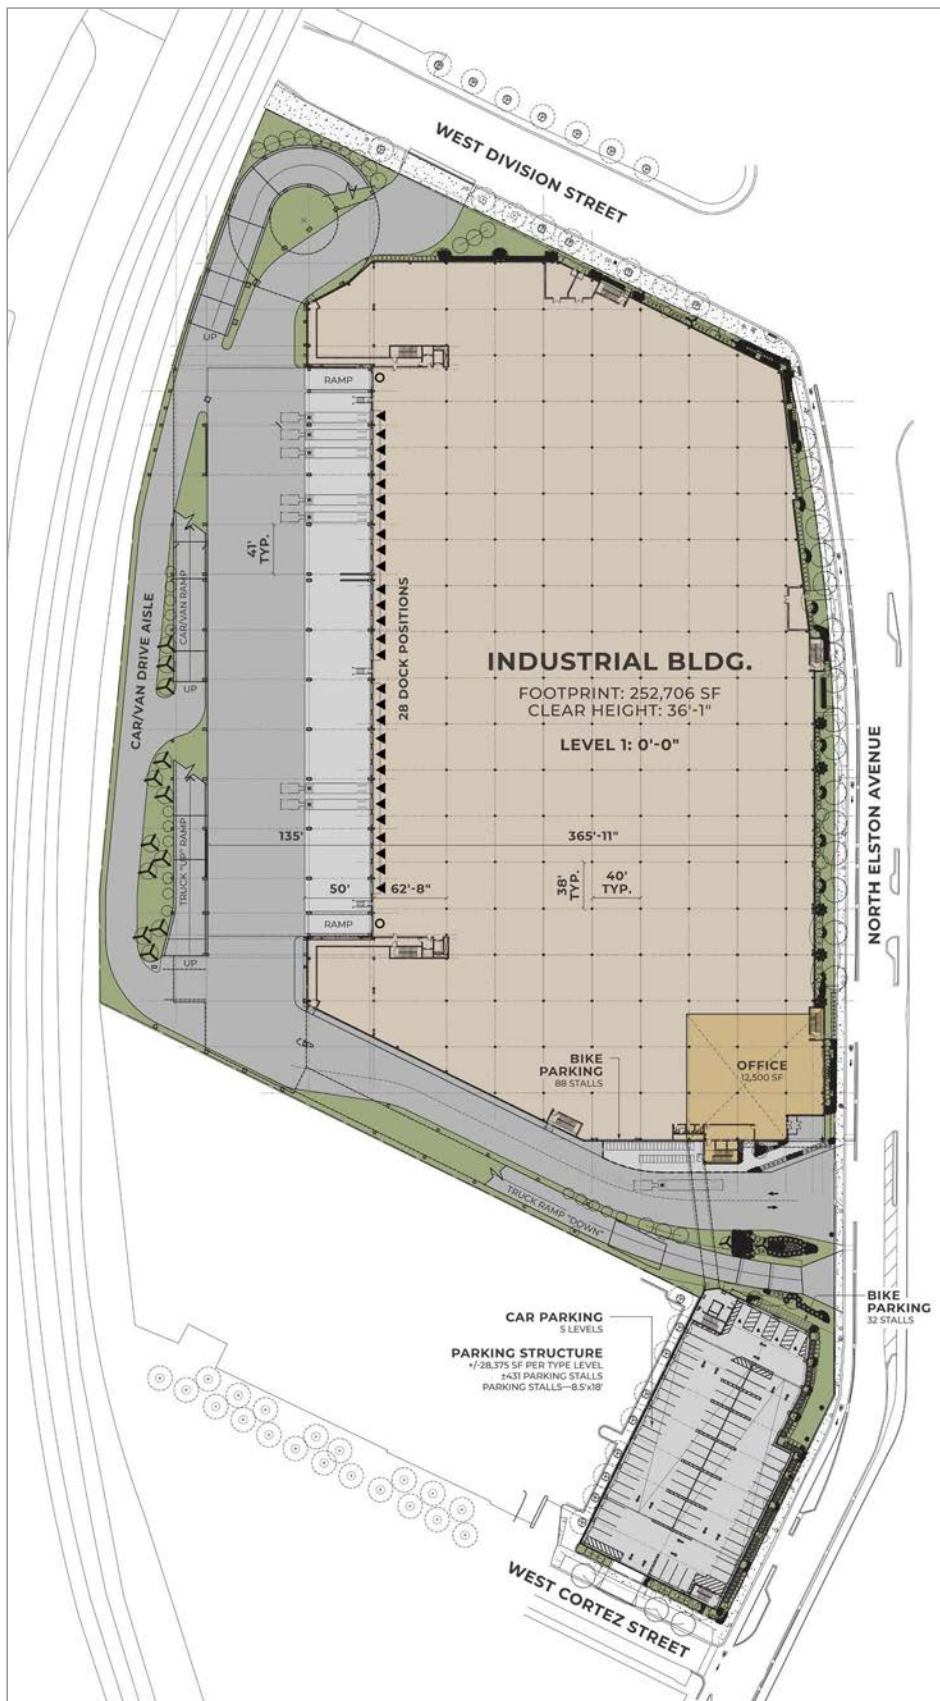 WEST DIVISION STREET
UP
RAMP
41'
TYP.
CAR/VAN RAMP
CAR/VAN DRIVE AISLE
UP
28 DOCK POSITIONS
INDUSTRIAL BLDG.
FOOTPRINT: 252,706 SF
CLEAR HEIGHT: 36'-1"
LEVEL 1: 0'-0"
NORTH ELSTON AVENUE
TRUCK "UP" RAMP
135'
365'-11"
50'
62'-8"
38'
TYP.
40'
TYP.
RAMP
UP
BIKE
PARKING
88 STALLS
OFFICE
12,500 SF
TRUCK RAMP "DOWN"
BIKE
PARKING
32 STALLS
CAR PARKING
5 LEVELS
PARKING STRUCTURE
+/-28,375 SF PER TYPE LEVEL
±431 PARKING STALLS
PARKING STALLS—8.5'x18'
WEST CORTEZ STREET